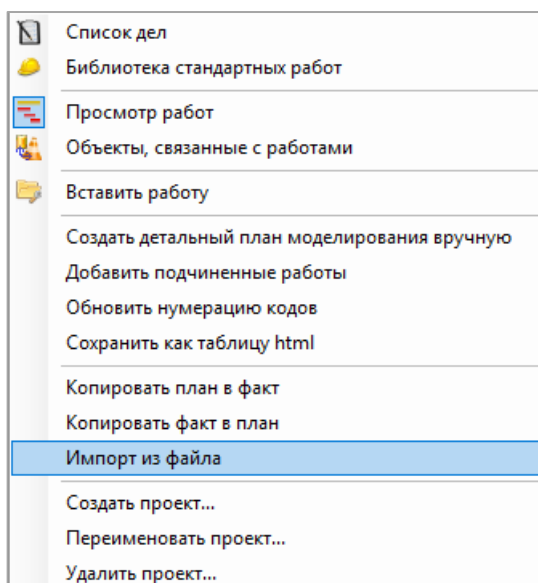 Список дел
Библиотека стандартных работ
Просмотр работ
Объекты, связанные с работами
Вставить работу
Создать детальный план моделирования вручную
Добавить подчиненные работы
Обновить нумерацию кодов
Сохранить как таблицу html
Копировать план в факт
Копировать факт в план
Импорт из файла
Создать проект...
Переименовать проект...
Удалить проект...